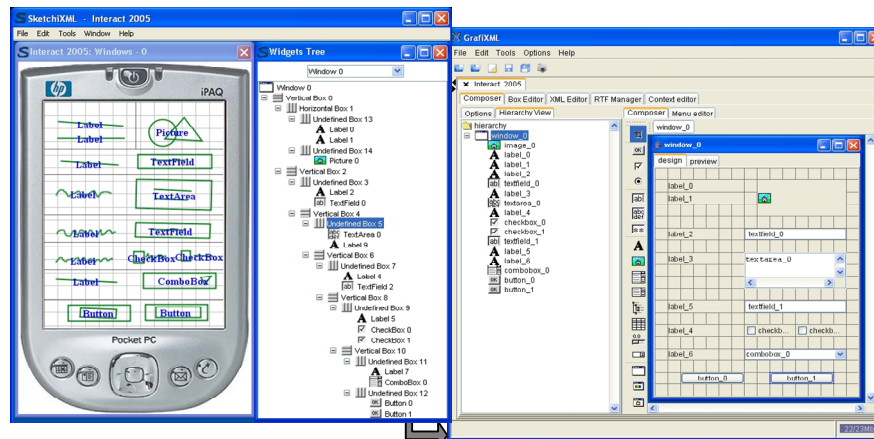 SketchiXML - Interact 2005
File Edit Tools Window Help
Interact 2005: Windows - 0
hp
iPAQ
Label
Label
Picture
Label
TextField
Label
TextArea
Label
TextField
Label
CheckBox
CheckBox
Label
ComboBox
Button
Button
Pocket PC
Widgets Tree
Window 0
Window 0
Vertical Box 0
Horizontal Box 1
Undefined Box 13
Label 0
Label 1
Undefined Box 14
Picture 0
Vertical Box 2
Undefined Box 3
Label 2
TextField 0
Vertical Box 4
Undefined Box 5
TextArea 0
Label 9
Vertical Box 6
Undefined Box 7
Label 4
TextField 2
Vertical Box 8
Undefined Box 9
Label 5
CheckBox 0
CheckBox 1
Vertical Box 10
Undefined Box 11
Label 7
ComboBox 0
Undefined Box 12
Button 0
Button 1
GrafiXML
File Edit Tools Options Help
Interact 2005
Composer Box Editor XML Editor RTF Manager Context editor
Options Hierarchy View
hierarchy
window_0
image_0
label_0
label_1
label_2
textfield_0
label_3
textarea_0
label_4
checkbox_0
checkbox_1
textfield_1
label_5
label_6
combobox_0
button_0
button_1
Composer Menu editor
window_0
window_0
design preview
label_0
label_1
label_2 textfield_0
label_3 textarea_0
label_5 textfield_1
label_4 checkb... checkb...
label_6 combobox_0
button_0 button_1
22/23Mb